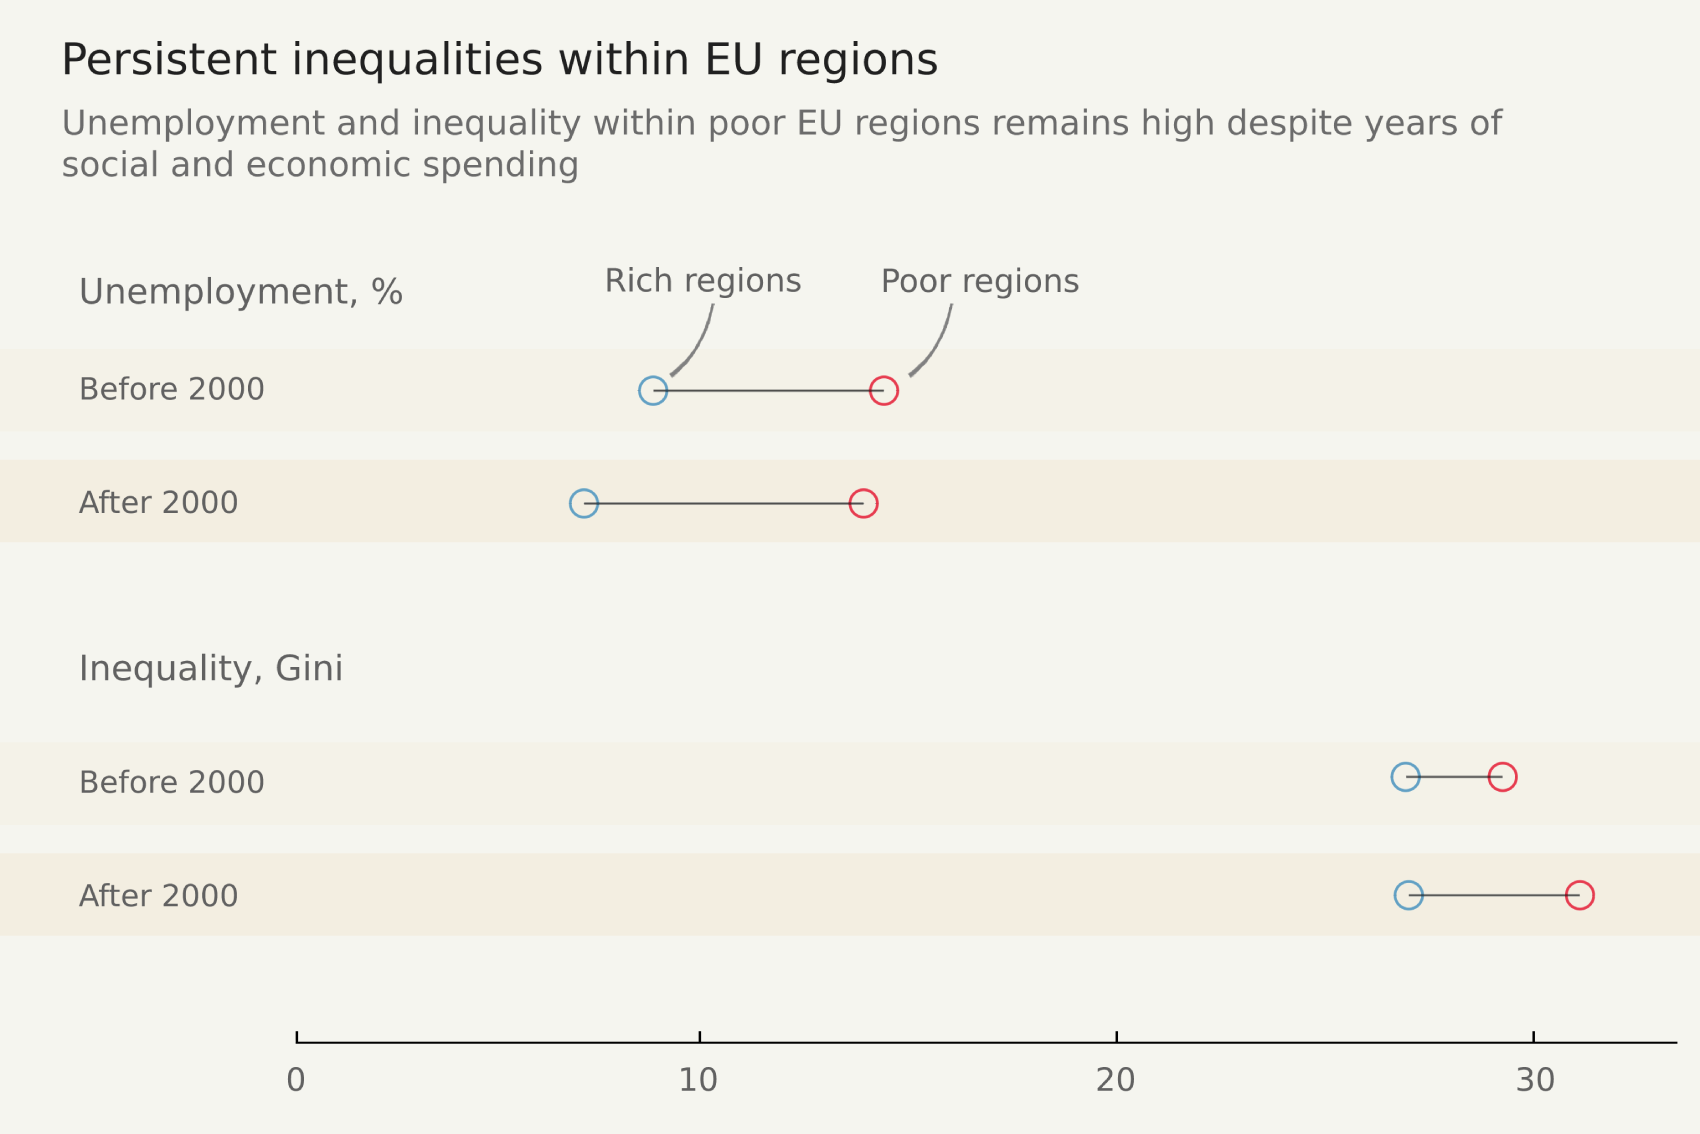 Persistent inequalities within EU regions
Unemployment and inequality within poor EU regions remains high despite years of
social and economic spending
Unemployment, %
Rich regions
Poor regions
Before 2000
After 2000
Inequality, Gini
Before 2000
After 2000
0
10
20
30